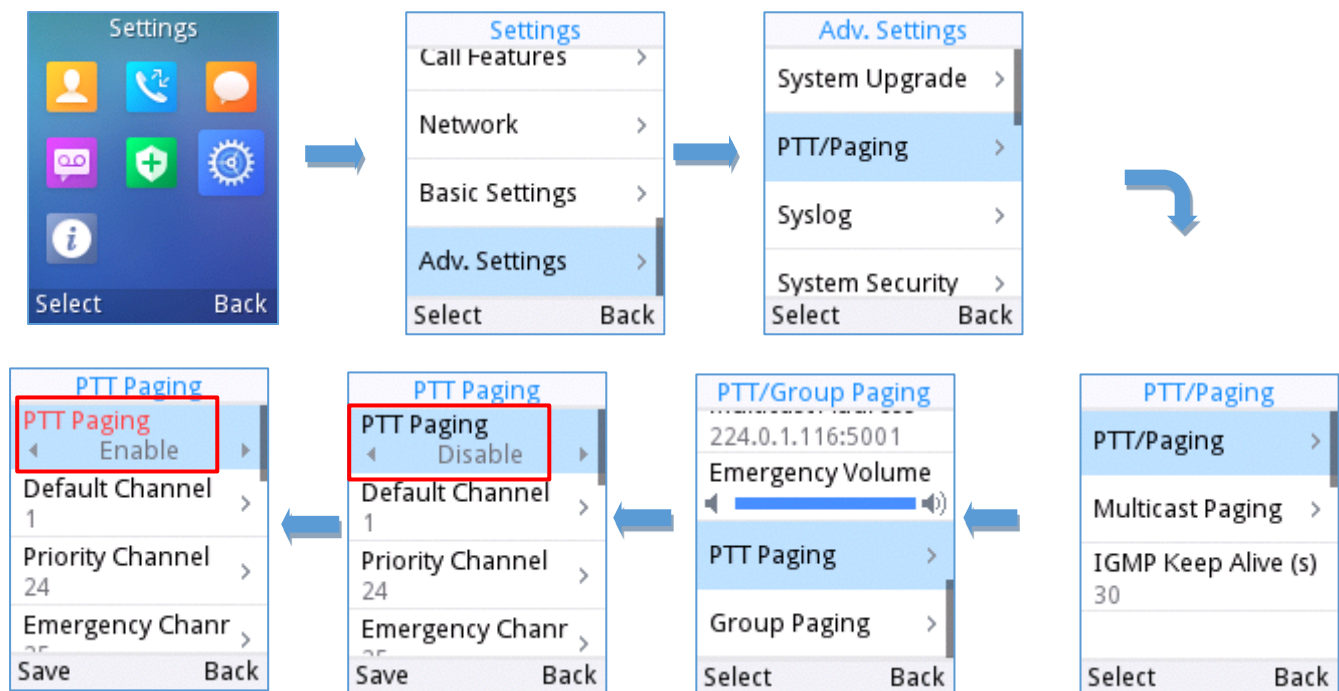 Settings
Select Back
Settings
Call Features
Network
Basic Settings
Adv. Settings
Select Back
Adv. Settings
System Upgrade
PTT/Paging
Syslog
System Security
Select Back
PTT Paging
PTT Paging
Enable
Default Channel
1
Priority Channel
24
Emergency Chanr
Save Back
PTT Paging
PTT Paging
Disable
Default Channel
1
Priority Channel
24
Emergency Chanr
Save Back
PTT/Group Paging
224.0.1.116:5001
Emergency Volume
PTT Paging
Group Paging
Select Back
PTT/Paging
PTT/Paging
Multicast Paging
IGMP Keep Alive (s)
30
Select Back